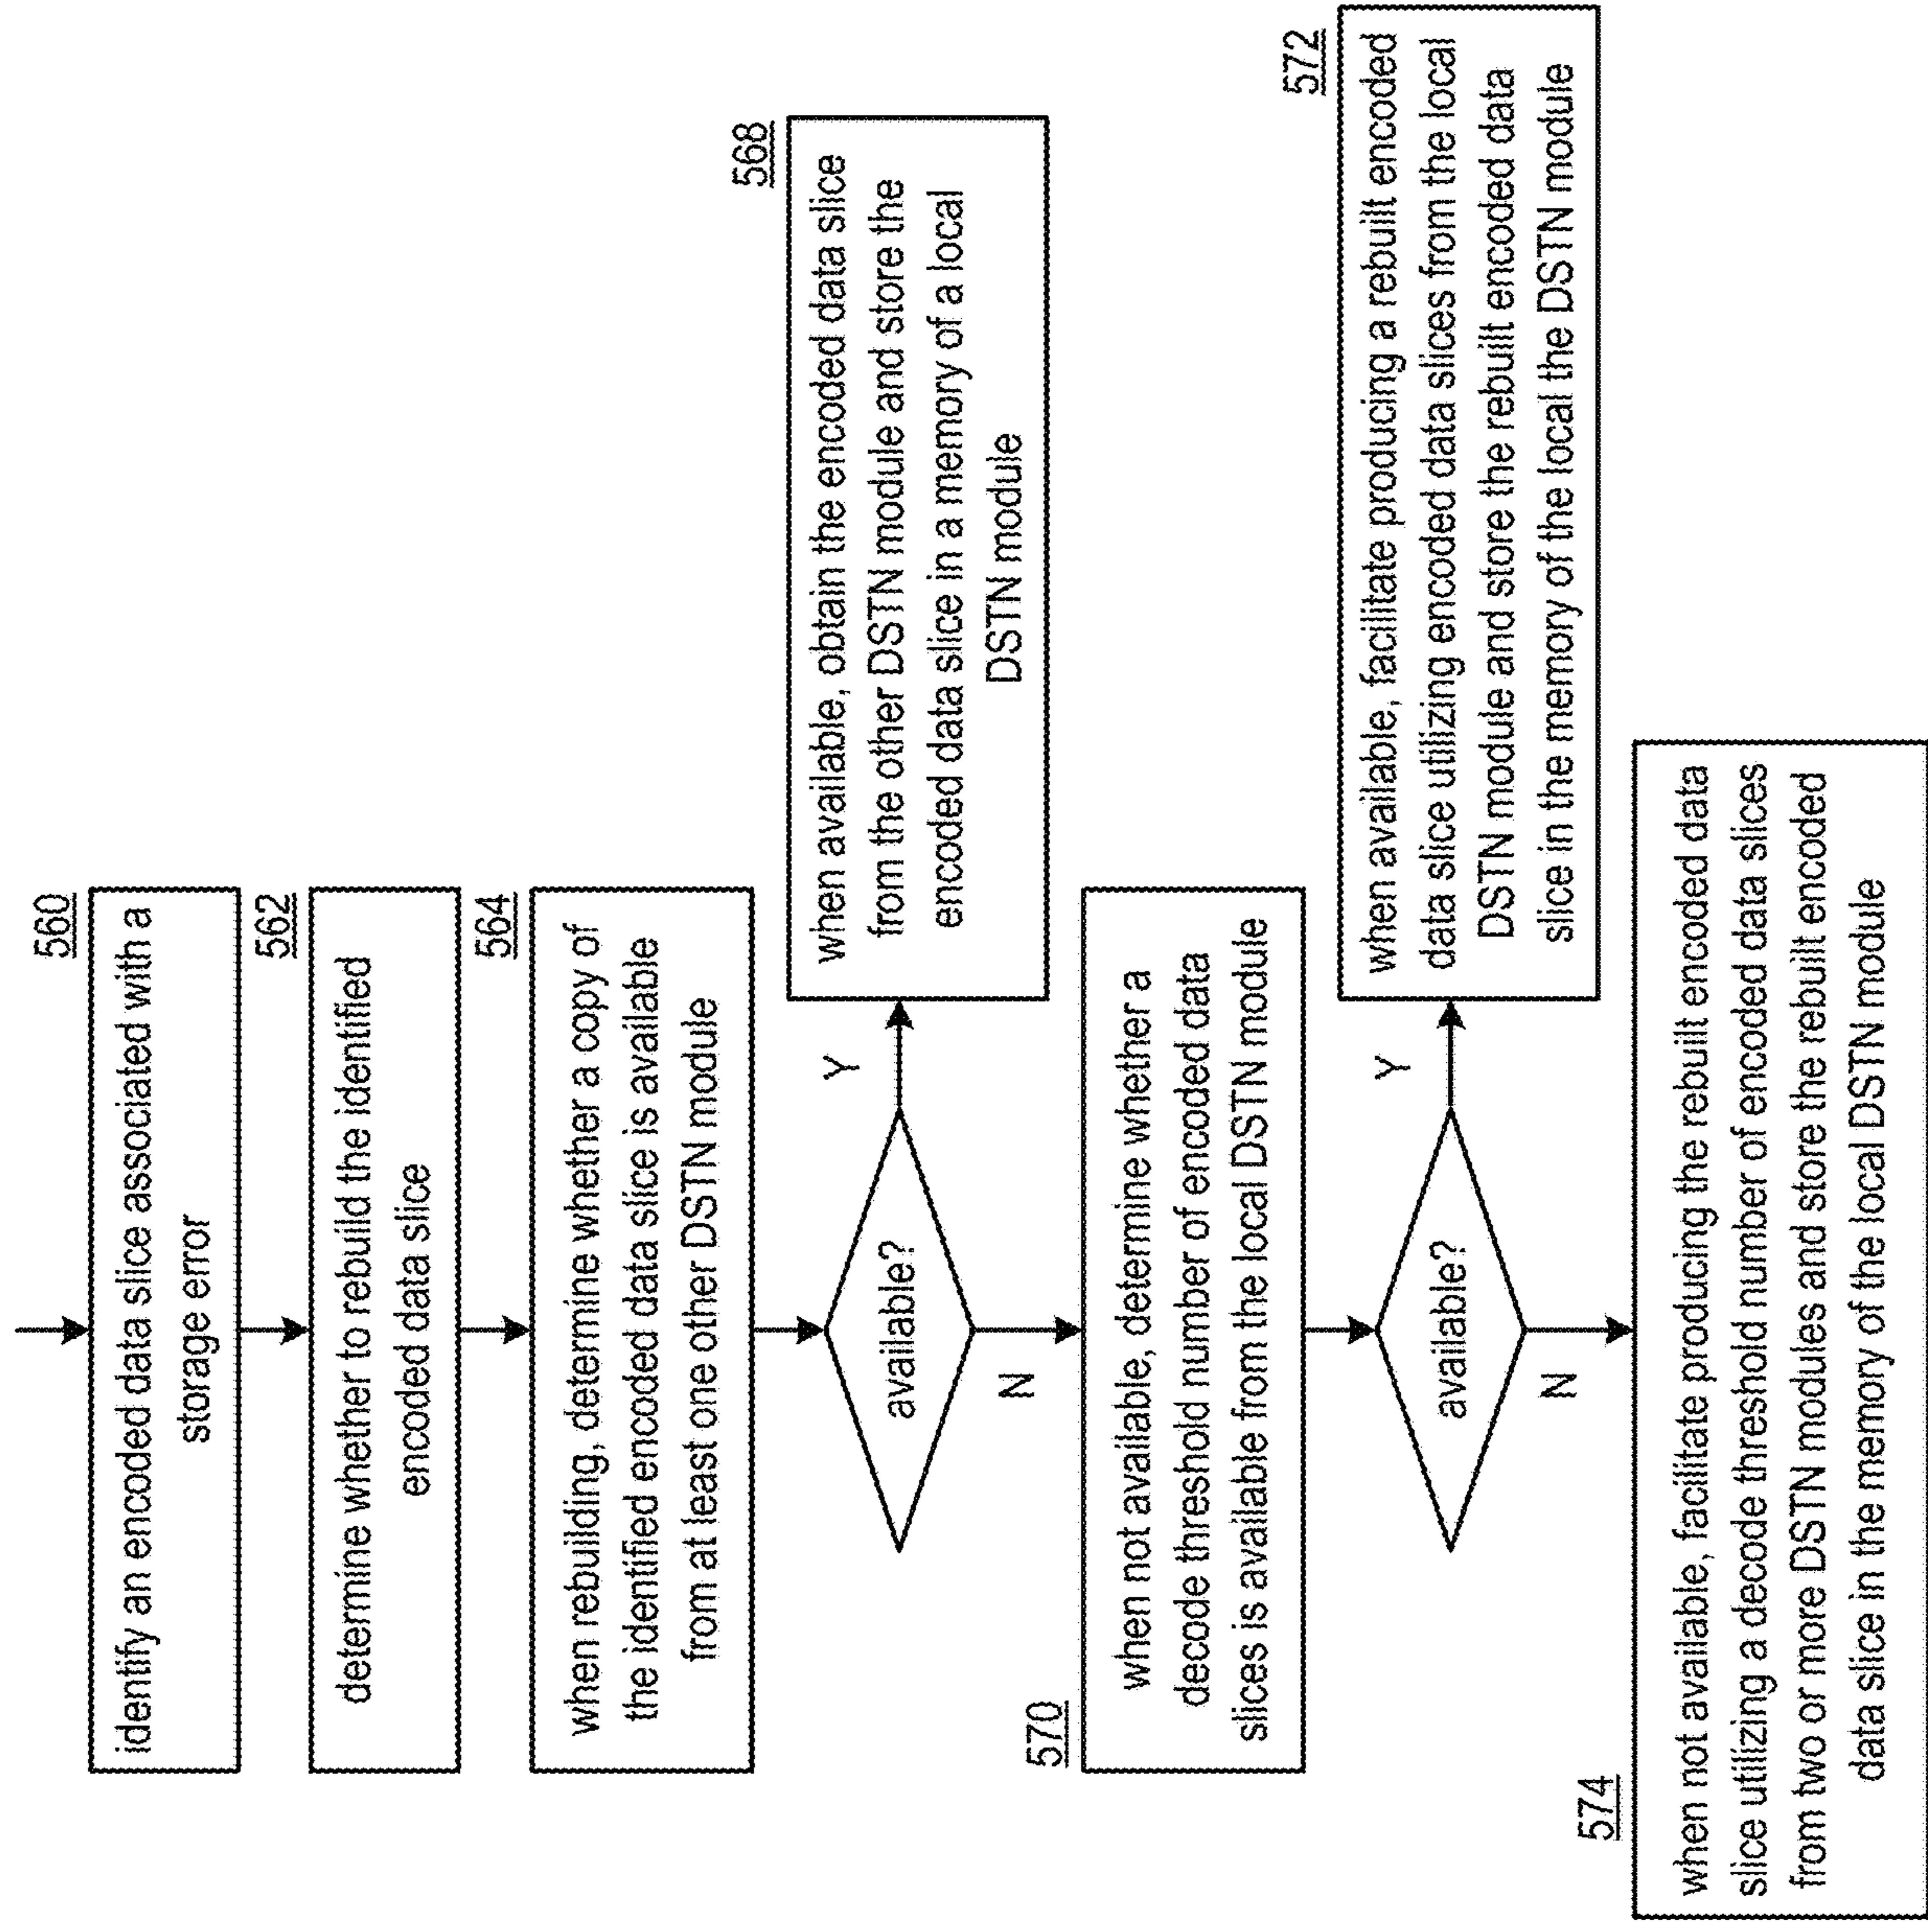 560
identify an encoded data slice associated with a
storage error
562
determine whether to rebuild the identified
encoded data slice
564
when rebuilding, determine whether a copy of
the identified encoded data slice is available
from at least one other DSTN module
available?
Y
N
568
when available, obtain the encoded data slice
from the other DSTN module and store the
encoded data slice in a memory of a local
DSTN module
570
when not available, determine whether a
decode threshold number of encoded data
slices is available from the local DSTN module
available?
Y
N
572
when available, facilitate producing a rebuilt encoded
data slice utilizing encoded data slices from the local
DSTN module and store the rebuilt encoded data
slice in the memory of the local the DSTN module
574
when not available, facilitate producing the rebuilt encoded data
slice utilizing a decode threshold number of encoded data slices
from two or more DSTN modules and store the rebuilt encoded
data slice in the memory of the local DSTN module